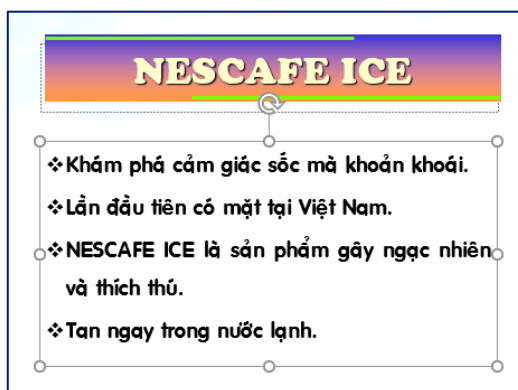 NESCAFE ICE
❖Khám phá cảm giác sốc mà khoản khoái.
❖Lần đầu tiên có mặt tại Việt Nam.
❖NESCAFE ICE là sản phẩm gây ngạc nhiên
và thích thú.
❖Tan ngay trong nước lạnh.